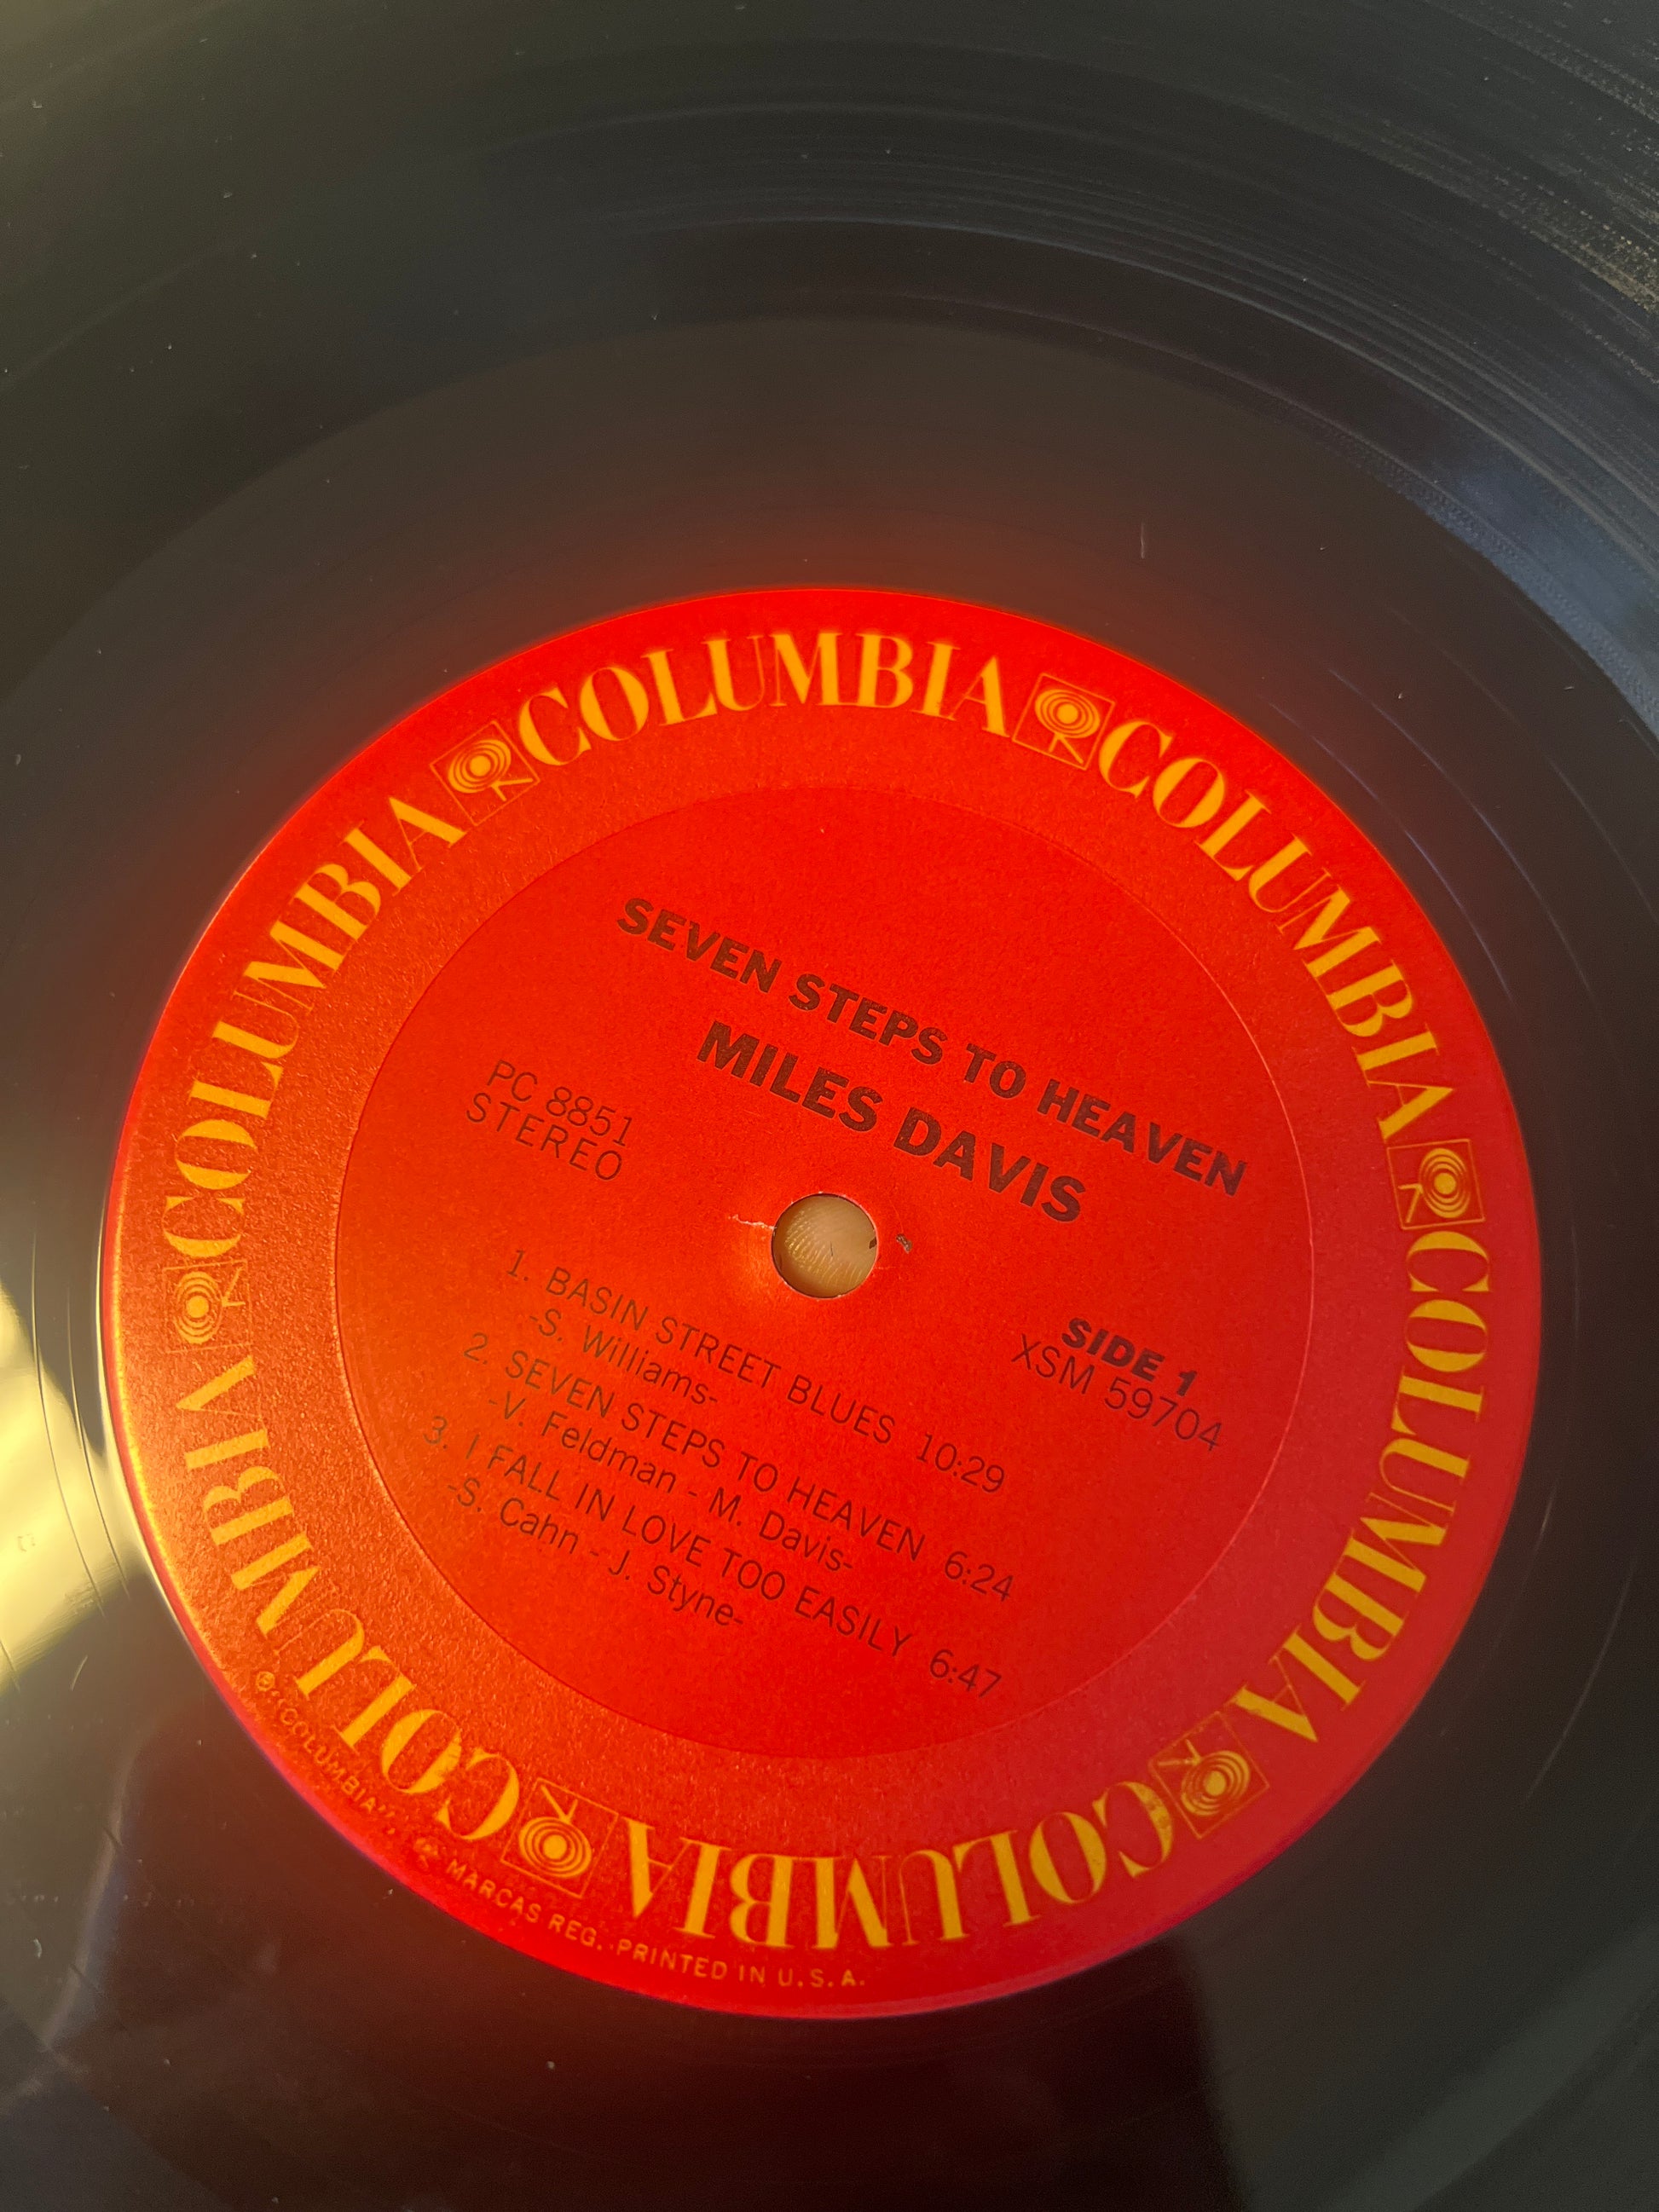 COLUMBIA COLUMBIA COLUMBIA COLUMBIA COLUMBIA COLUMBIA
SEVEN STEPS TO HEAVEN
MILES DAVIS
PC 8851
STEREO
SIDE 1
XSM 59704
1. BASIN STREET BLUES 10:29
-S. Williams-
2. SEVEN STEPS TO HEAVEN 6:24
-V. Feldman - M. Davis-
3. I FALL IN LOVE TOO EASILY 6:47
-S. Cahn - J. Styne-
® "COLUMBIA", MARCAS REG. PRINTED IN U.S.A.